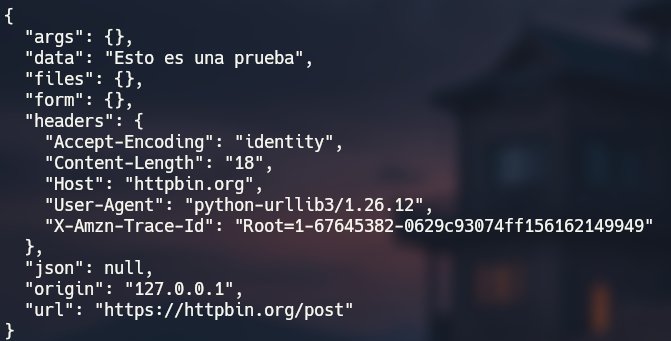 {
  "args": {},
  "data": "Esto es una prueba",
  "files": {},
  "form": {},
  "headers": {
    "Accept-Encoding": "identity",
    "Content-Length": "18",
    "Host": "httpbin.org",
    "User-Agent": "python-urllib3/1.26.12",
    "X-Amzn-Trace-Id": "Root=1-67645382-0629c93074ff156162149949"
  },
  "json": null,
  "origin": "127.0.0.1",
  "url": "https://httpbin.org/post"
}